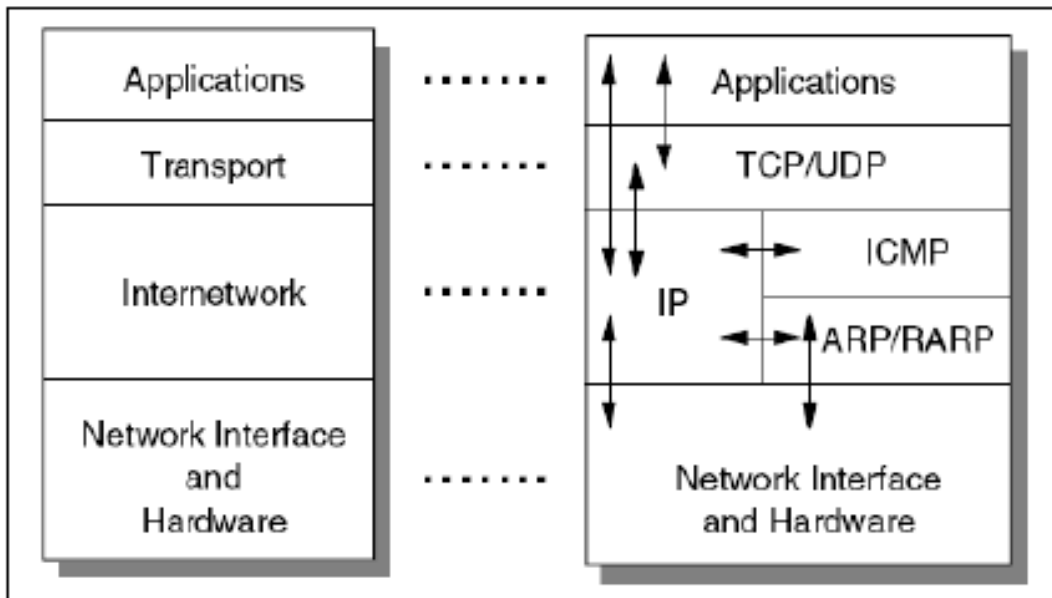 Applications
Transport
Internetwork
Network Interface
and
Hardware
Applications
TCP/UDP
ICMP
IP
ARP/RARP
Network Interface
and Hardware